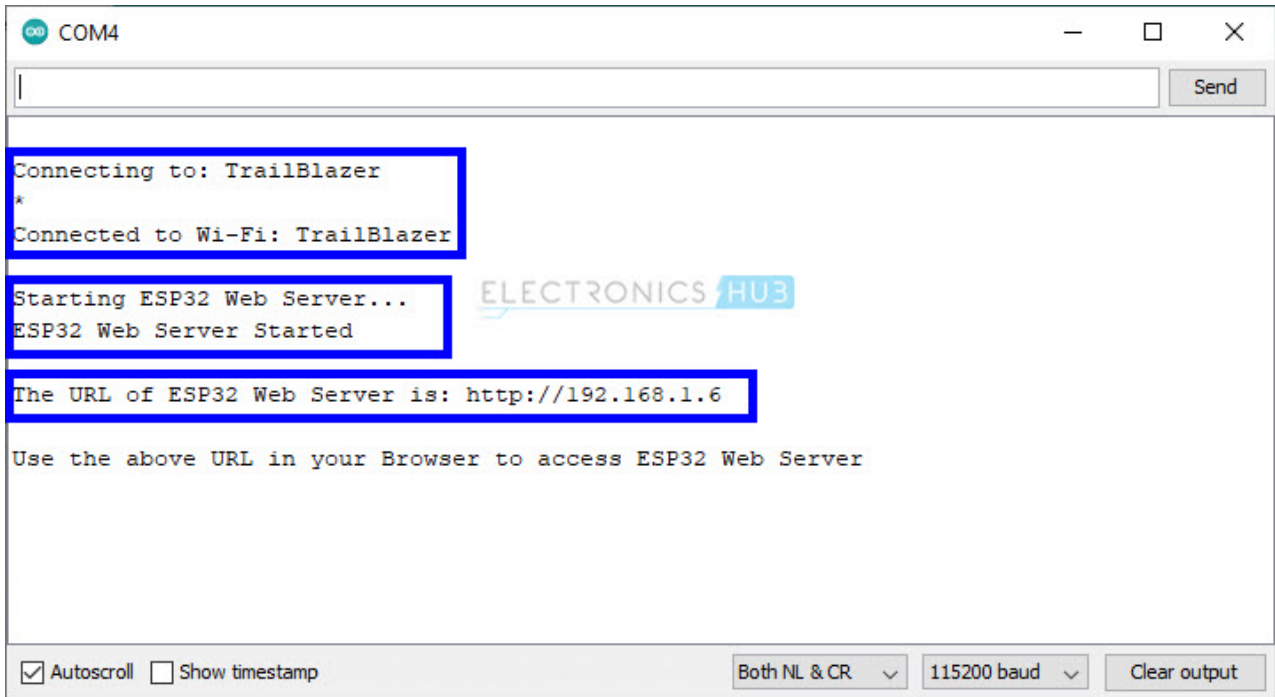 COM4
Send
Connecting to: TrailBlazer
*
Connected to Wi-Fi: TrailBlazer
ELECTRONICS HUB
Starting ESP32 Web Server...
ESP32 Web Server Started
The URL of ESP32 Web Server is: http://192.168.1.6
Use the above URL in your Browser to access ESP32 Web Server
Autoscroll Show timestamp Both NL & CR 115200 baud Clear output